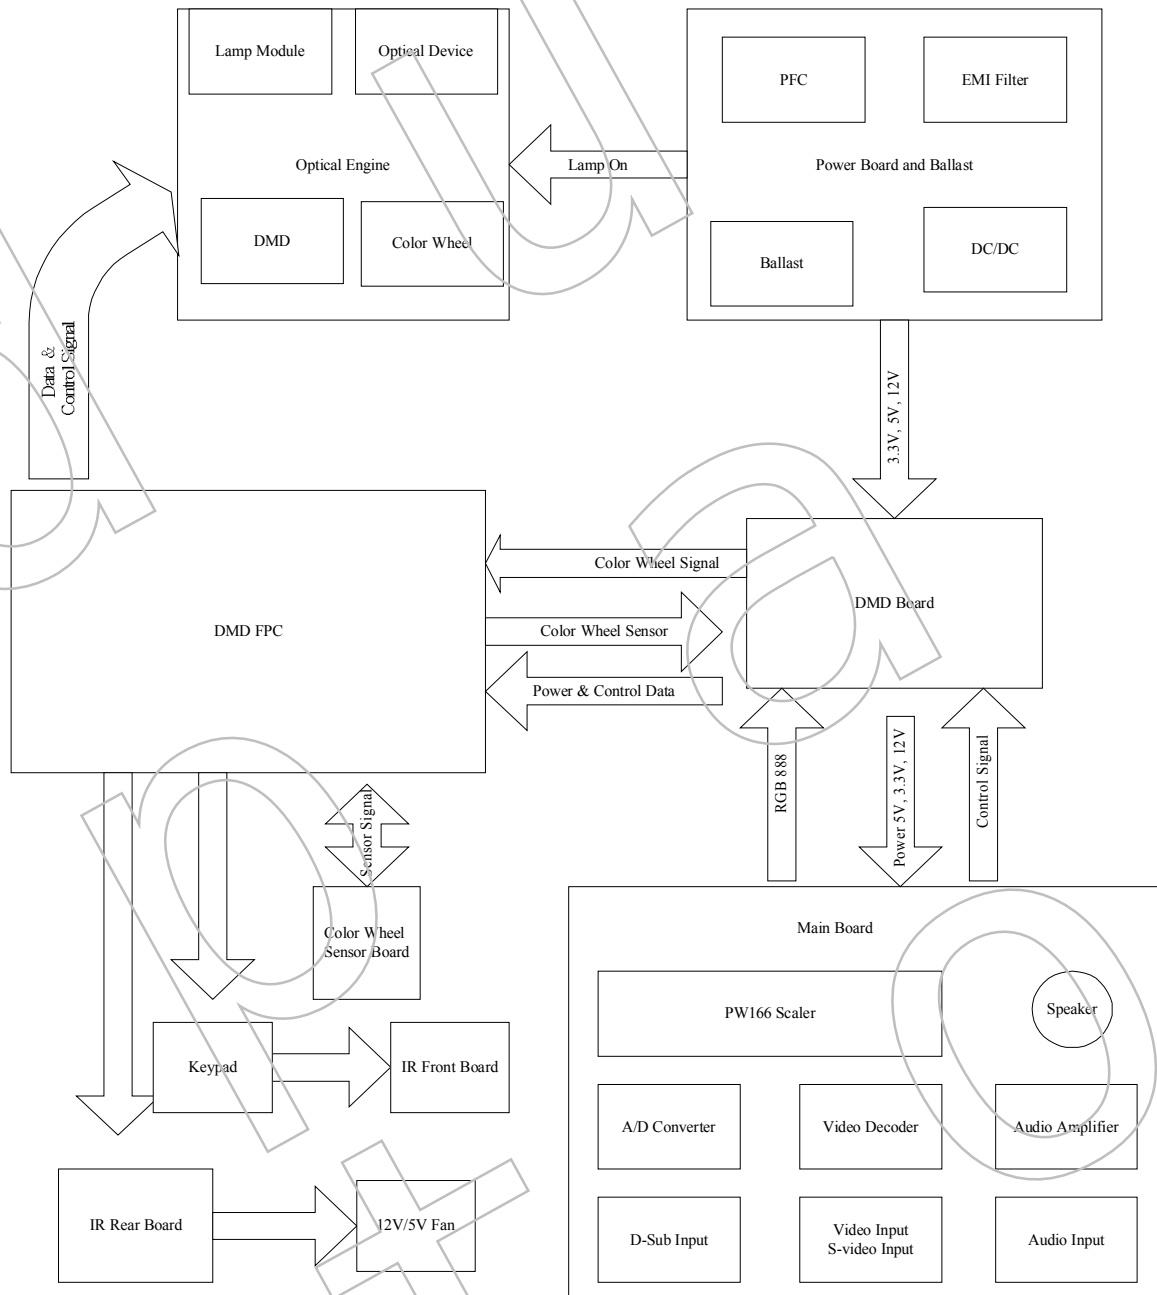 Lamp Module
Optical Device
Optical Engine
DMD
Color Wheel
Lamp On
PFC
EMI Filter
Power Board and Ballast
Ballast
DC/DC
Data &
Control Signal
3.3V, 5V, 12V
DMD FPC
Color Wheel Signal
Color Wheel Sensor
Power & Control Data
DMD Board
RGB 888
Power 5V, 3.3V, 12V
Control Signal
Sensor Signal
Color Wheel
Sensor Board
Keypad
IR Front Board
IR Rear Board
12V/5V Fan
Main Board
PW166 Scaler
Speaker
A/D Converter
Video Decoder
Audio Amplifier
D-Sub Input
Video Input
S-video Input
Audio Input